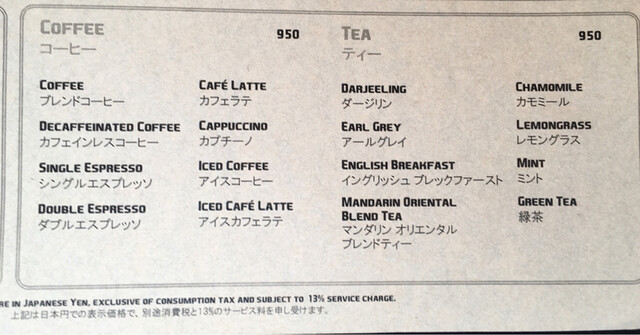 COFFEE 950
コーヒー
COFFEE
ブレンドコーヒー
DECAFFEINATED COFFEE
カフェインレスコーヒー
SINGLE ESPRESSO
シングルエスプレッソ
DOUBLE ESPRESSO
ダブルエスプレッソ
CAFÉ LATTE
カフェラテ
CAPPUCCINO
カプチーノ
ICED COFFEE
アイスコーヒー
ICED CAFÉ LATTE
アイスカフェラテ
TEA 950
ティー
DARJEELING
ダージリン
EARL GREY
アールグレイ
ENGLISH BREAKFAST
イングリッシュ ブレックファースト
MANDARIN ORIENTAL
BLEND TEA
マンダリン オリエンタル
ブレンドティー
CHAMOMILE
カモミール
LEMONGRASS
レモングラス
MINT
ミント
GREEN TEA
緑茶
RE IN JAPANESE YEN, EXCLUSIVE OF CONSUMPTION TAX AND SUBJECT TO 13% SERVICE CHARGE.
上記は日本円での表示価格で、別途消費税と13%のサービス料を申し受けます。